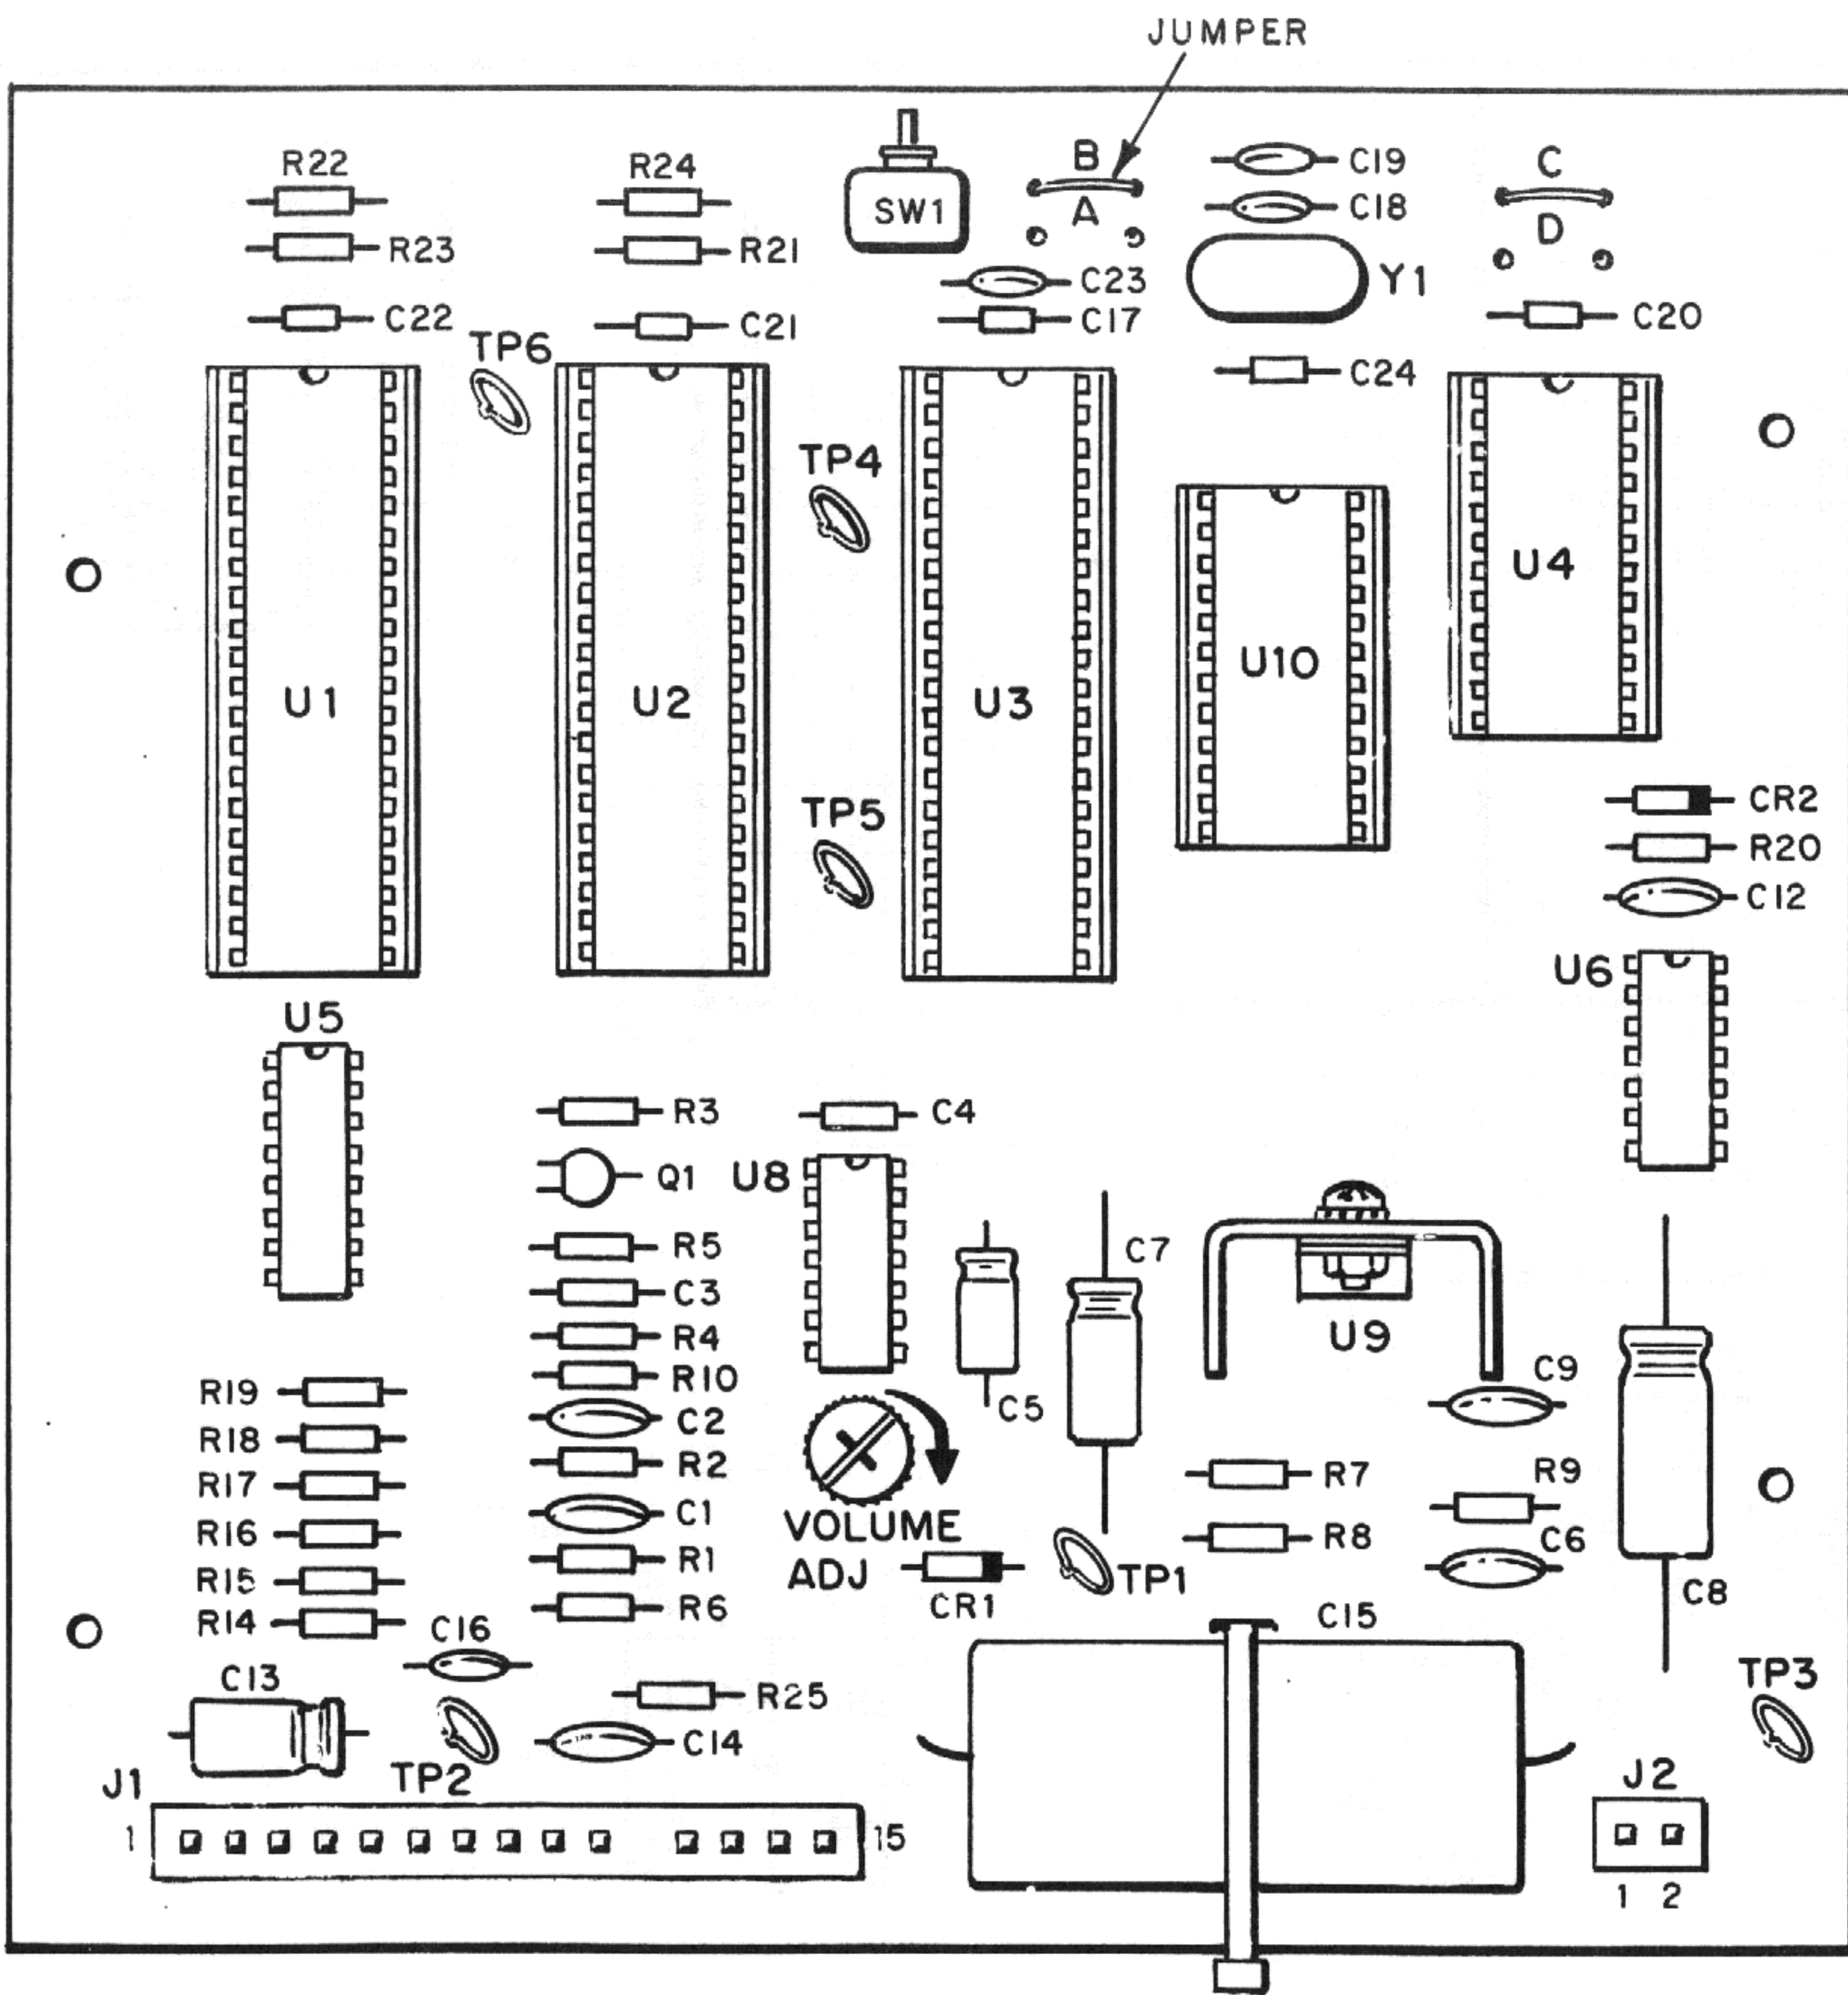 JUMPER
R22
R24
SW1
B
A
C19
C18
C
D
R23
R21
C23
Y1
C22
C21
C17
C20
TP6
C24
TP4
U4
U10
U1
U2
U3
TP5
CR2
R20
C12
U6
U5
R3
C4
Q1
U8
R5
C7
C3
R4
U9
R10
C9
R19
C5
C2
R18
R2
R7
R9
R17
C1
VOLUME
ADJ
R16
R8
C6
R1
TP1
R15
CR1
C8
R6
R14
C16
C15
C13
R25
TP3
C14
J1
TP2
J2
1
15
1 2